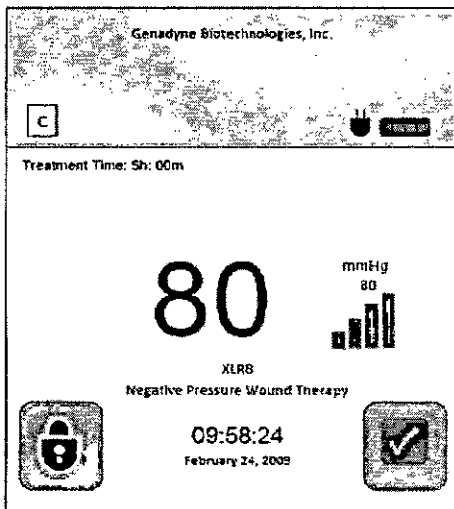 Genadyne Biotechnologies, Inc.
C
Treatment Time: 5h: 00m
80
mmHg
80
XLR8
Negative Pressure Wound Therapy
09:58:24
February 24, 2009